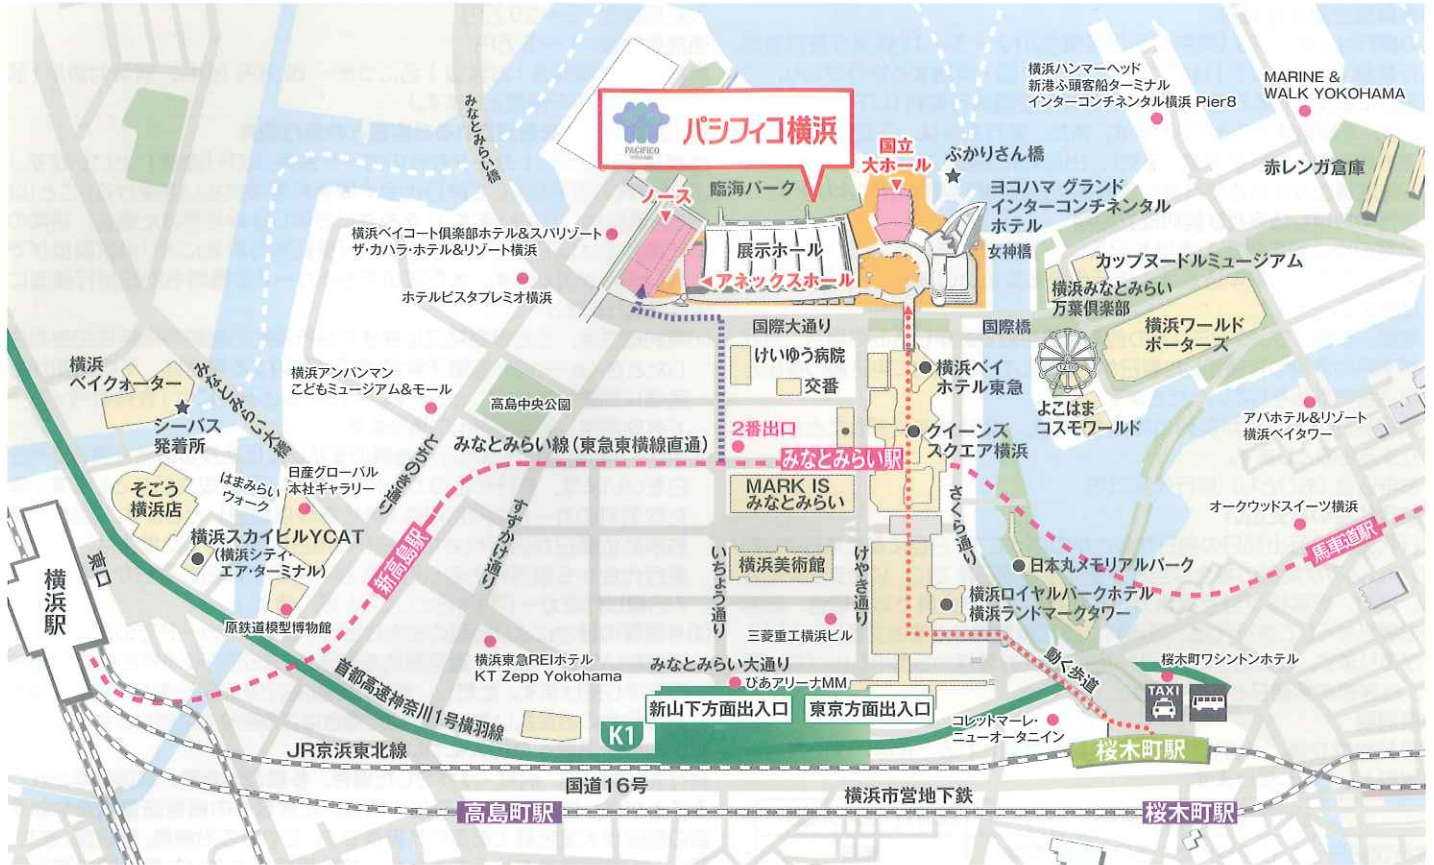 横浜ハンマーヘッド
新港ふ頭客船ターミナル
インターコンチネンタル横浜 Pier8
MARINE &
WALK YOKOHAMA
みなとみらい橋
PACIFICO
パシフィコ横浜
国立
大ホール
ぷかりさん橋
赤レンガ倉庫
臨海パーク
ノース
ヨコハマ グランド
インターコンチネンタル
ホテル
横浜ベイコート倶楽部ホテル&スパリゾート
ザ・カハラ・ホテル&リゾート横浜
展示ホール
女神橋
カップヌードルミュージアム
アネックスホール
ホテルビスタプレミオ横浜
横浜みなとみらい
万葉倶楽部
国際大通り
国際橋
横浜ワールド
ポーターズ
けいゆう病院
交番
横浜ベイ
ホテル東急
横浜
ベイクォーター
みなとみらい大橋
横浜アンパンマン
こどもミュージアム&モール
高島中央公園
よこはま
コスモワールド
アパホテル&リゾート
横浜ベイタワー
シーバス
発着所
2番出口
クイーンズ
スクエア横浜
みなとみらい線(東急東横線直通)
みなとみらい駅
とちのき通り
日産グローバル
本社ギャラリー
はまみらい
ウォーク
そごう
横浜店
MARK IS
みなとみらい
さくら通り
オークウッドスイーツ横浜
すずかけ通り
馬車道駅
横浜スカイビルYCAT
(横浜シティ・
エア・ターミナル)
新高島駅
いちょう通り
横浜美術館
けやき通り
日本丸メモリアルパーク
東口
横浜駅
横浜ロイヤルパークホテル
横浜ランドマークタワー
原鉄道模型博物館
三菱重工横浜ビル
横浜東急REIホテル
KT Zepp Yokohama
みなとみらい大通り
ぴあアリーナMM
動く歩道
桜木町ワシントンホテル
TAXI
首都高速神奈川1号横羽線
新山下方面出入口
東京方面出入口
コレットマーレ・
ニューオータニイン
K1
桜木町駅
JR京浜東北線
国道16号
横浜市営地下鉄
高島町駅
桜木町駅